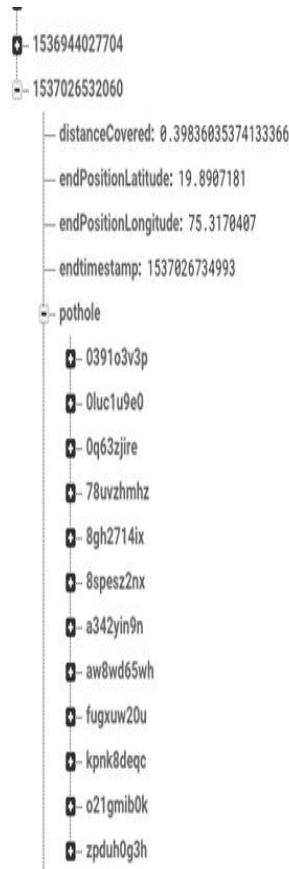 1536944027704
1537026532060
distanceCovered: 0.39836035374133366
endPositionLatitude: 19.8907181
endPositionLongitude: 75.3170407
endtimestamp: 1537026734993
pothole
0391o3v3p
0luc1u9e0
0q63zjire
78uvzhmhz
8gh2714ix
8spesz2nx
a342yin9n
aw8wd65wh
fugxuw20u
kpnk8deqc
o21gmib0k
zpduh0g3h